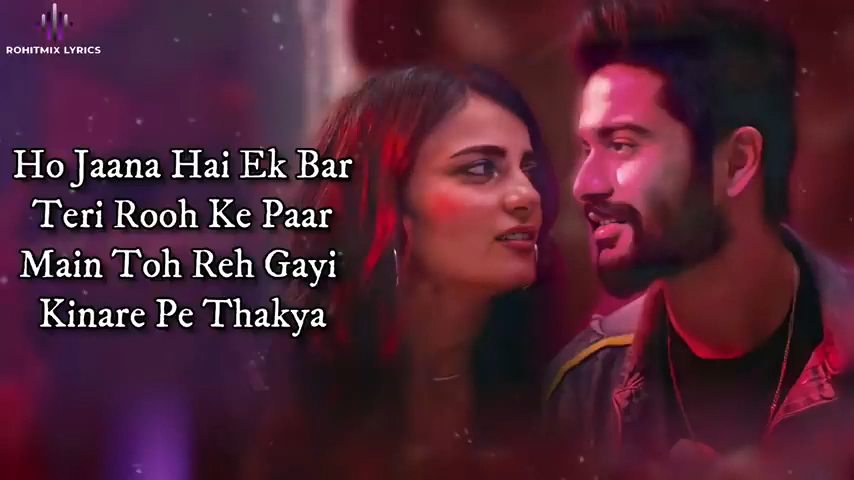 ROHITMIX LYRICS
Ho Jaana Hai Ek Bar
Teri Rooh Ke Paar
Main Toh Reh Gayi
Kinare Pe Thakya